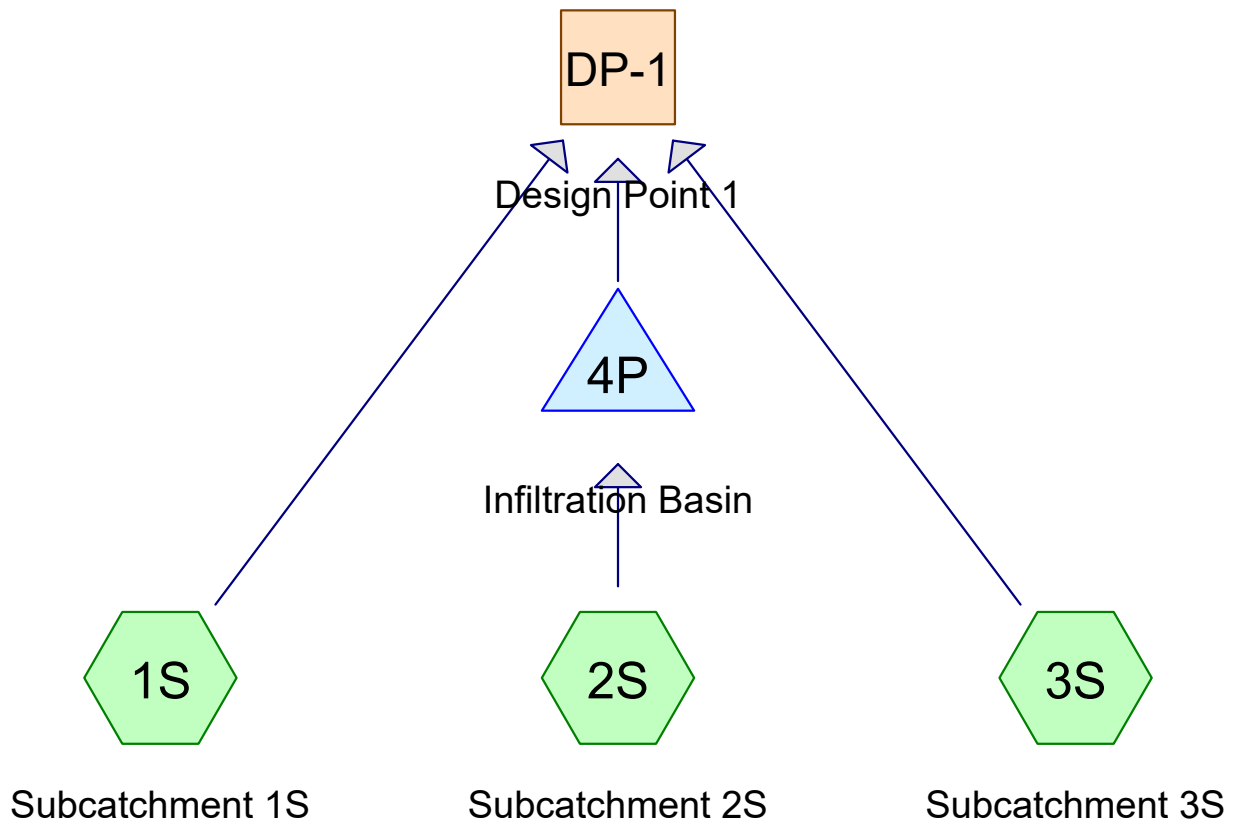 DP-1
Design Point 1
4P
Infiltration Basin
1S
2S
3S
Subcatchment 1S
Subcatchment 2S
Subcatchment 3S